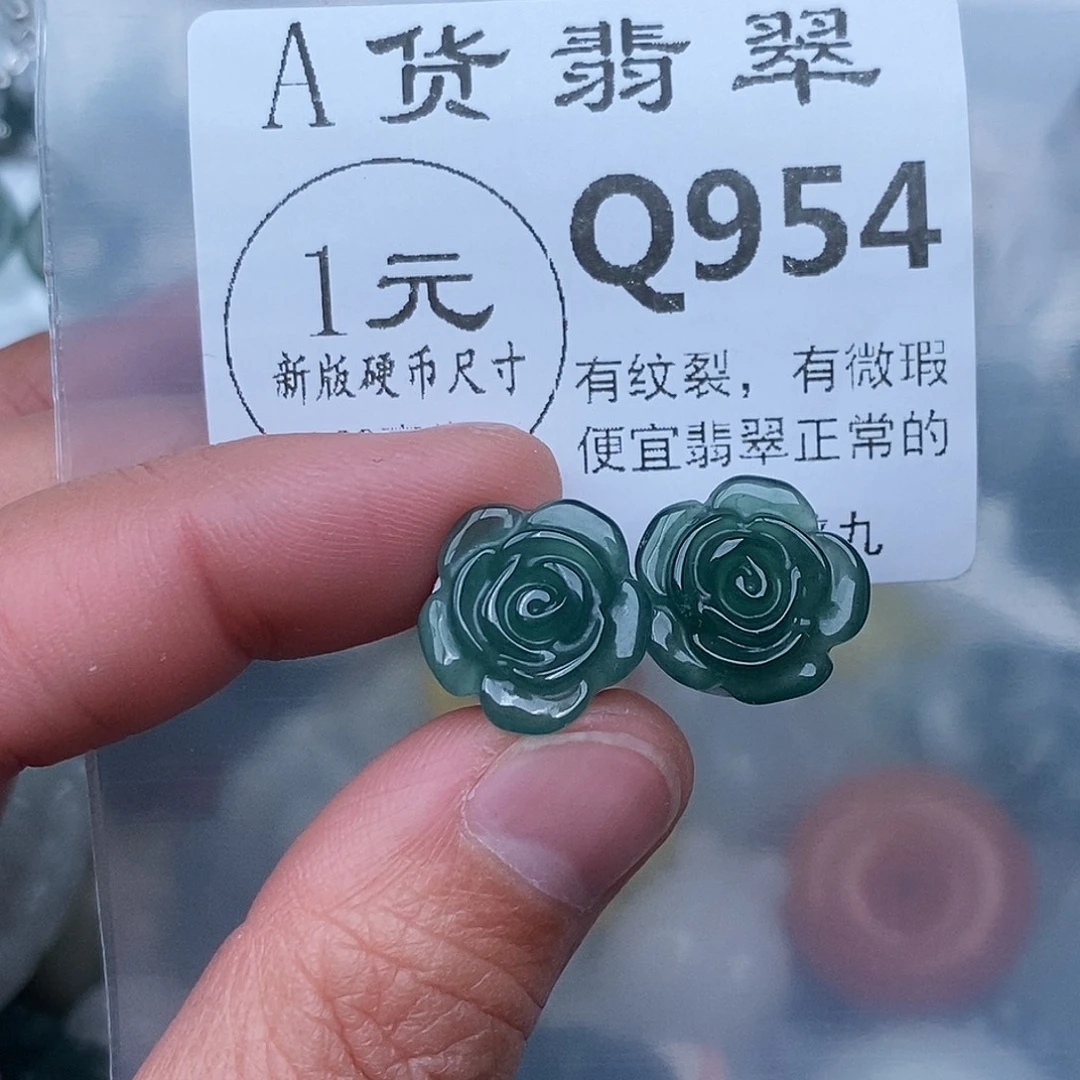 A货翡翠
Q954
1元
新版硬币尺寸
有纹裂，有微瑕
便宜翡翠正常的
九